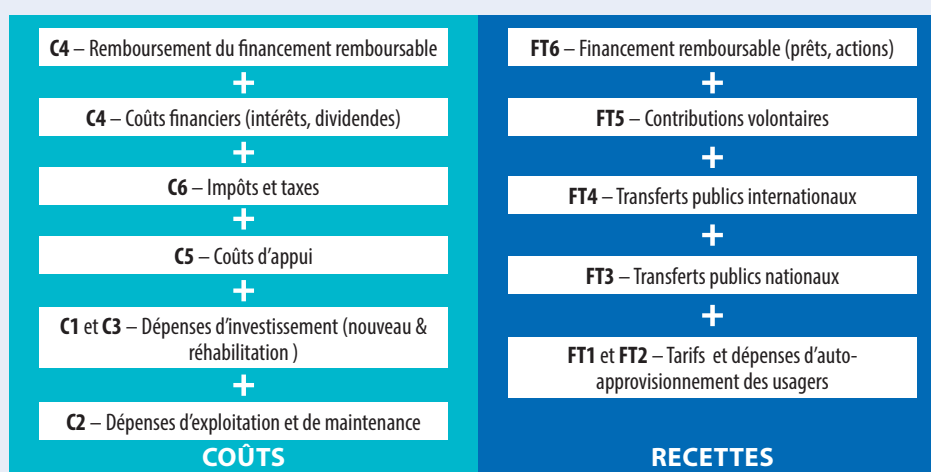 C4 – Remboursement du financement remboursable
+
C4 – Coûts financiers (intérêts, dividendes)
+
C6 – Impôts et taxes
+
C5 – Coûts d'appui
+
C1 et C3 – Dépenses d'investissement (nouveau &
réhabilitation )
+
C2 – Dépenses d'exploitation et de maintenance
COÛTS
FT6 – Financement remboursable (prêts, actions)
+
FT5 – Contributions volontaires
+
FT4 – Transferts publics internationaux
+
FT3 – Transferts publics nationaux
+
FT1 et FT2 – Tarifs et dépenses d'auto-
approvisionnement des usagers
RECETTES